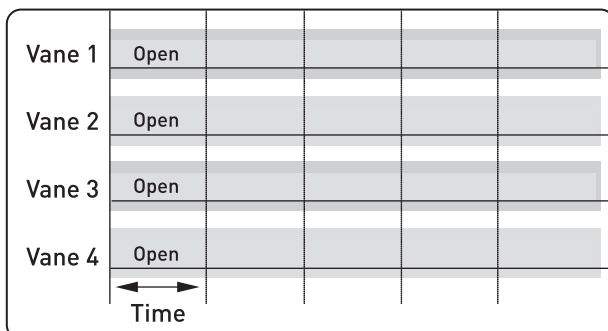 Vane 1 Open
Vane 2 Open
Vane 3 Open
Vane 4 Open
Time